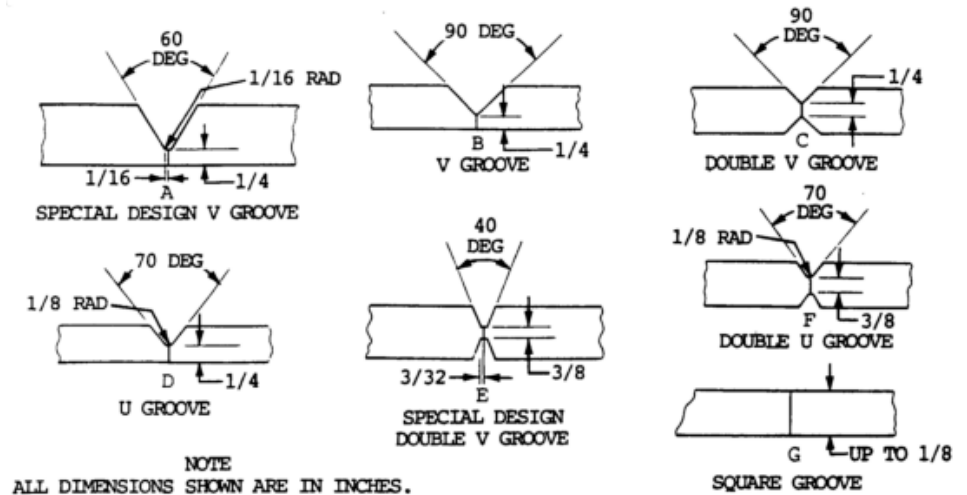 60
DEG
1/16 RAD
1/16
1/4
A
SPECIAL DESIGN V GROOVE
90 DEG
B
1/4
V GROOVE
90
DEG
1/4
C
DOUBLE V GROOVE
70 DEG
1/8 RAD
D
1/4
U GROOVE
40
DEG
3/32
E
3/8
SPECIAL DESIGN
DOUBLE V GROOVE
70
DEG
1/8 RAD
F
3/8
DOUBLE U GROOVE
G
UP TO 1/8
SQUARE GROOVE
NOTE
ALL DIMENSIONS SHOWN ARE IN INCHES.